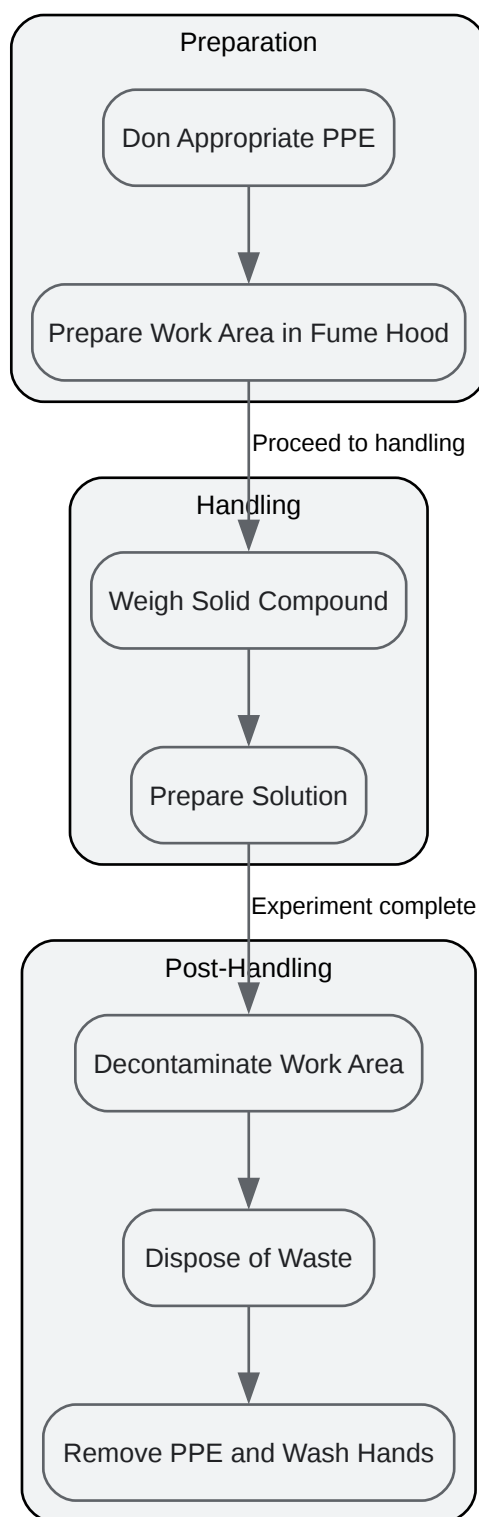 Preparation
Don Appropriate PPE
Prepare Work Area in Fume Hood
Proceed to handling
Handling
Weigh Solid Compound
Prepare Solution
Experiment complete
Post-Handling
Decontaminate Work Area
Dispose of Waste
Remove PPE and Wash Hands